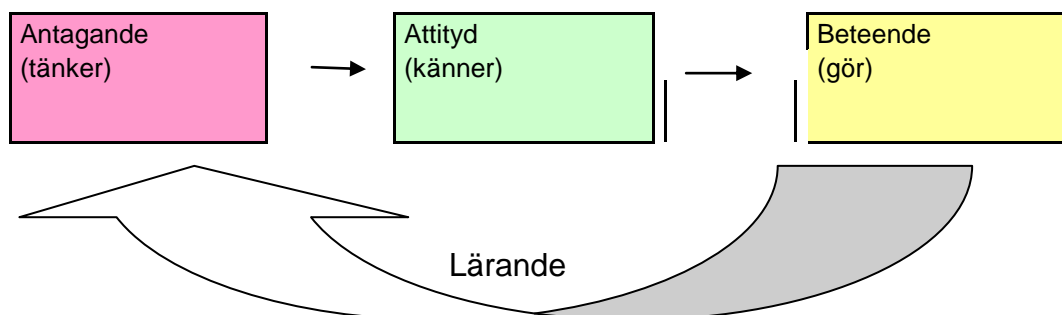 Antagande
(tänker)
Attityd
(känner)
Beteende
(gör)
Lärande